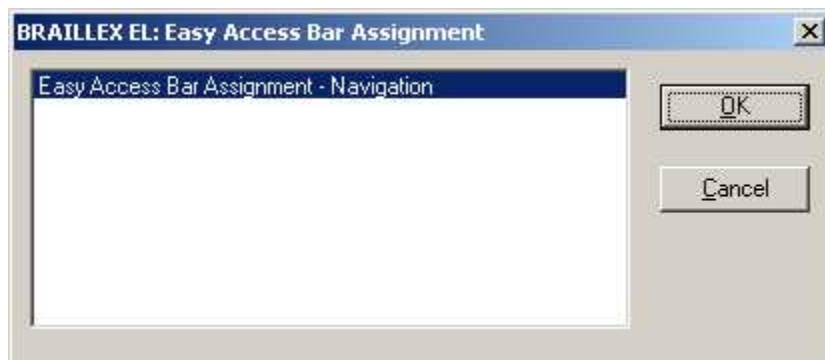 BRAILLEX EL: Easy Access Bar Assignment
Easy Access Bar Assignment - Navigation
OK
Cancel